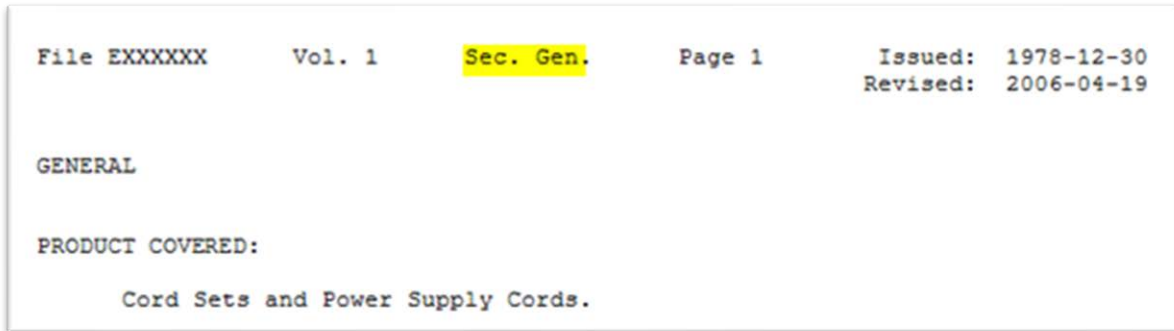 File EXXXXXX Vol. 1 Sec. Gen. Page 1 Issued: 1978-12-30
Revised: 2006-04-19
GENERAL
PRODUCT COVERED:
Cord Sets and Power Supply Cords.